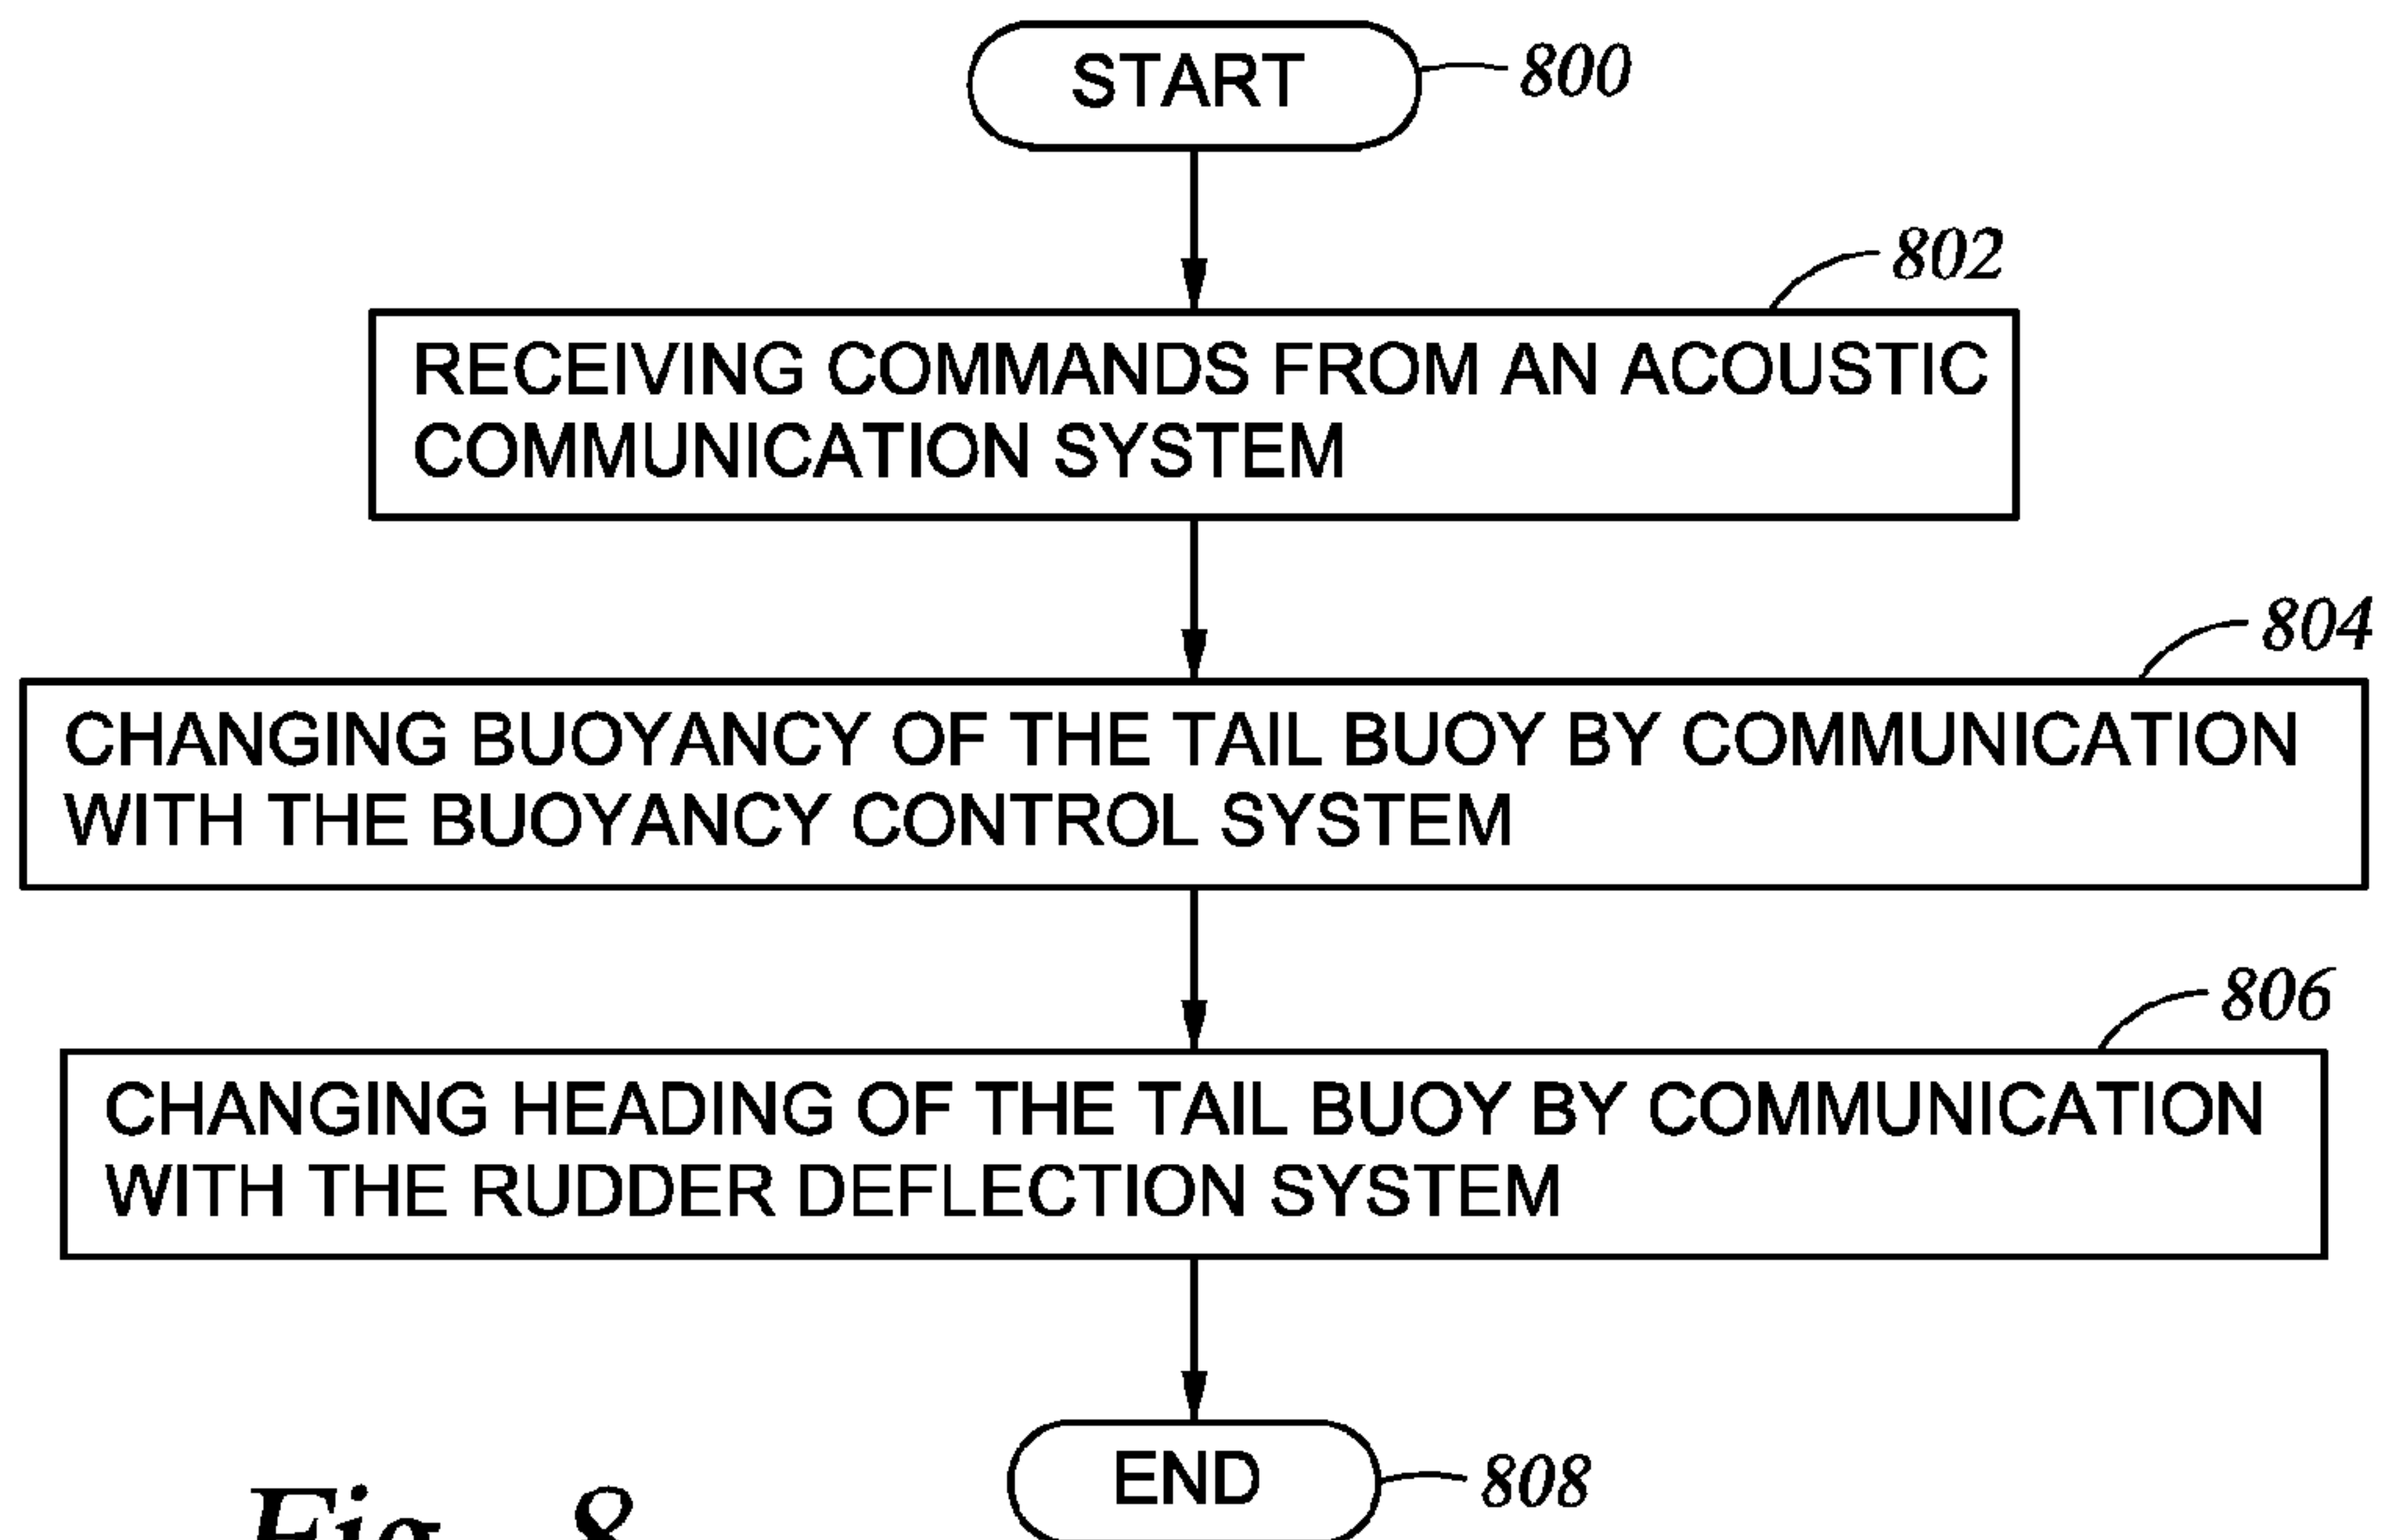 START
800
802
RECEIVING COMMANDS FROM AN ACOUSTIC
COMMUNICATION SYSTEM
804
CHANGING BUOYANCY OF THE TAIL BUOY BY COMMUNICATION
WITH THE BUOYANCY CONTROL SYSTEM
806
CHANGING HEADING OF THE TAIL BUOY BY COMMUNICATION
WITH THE RUDDER DEFLECTION SYSTEM
END
808
Fig. 8